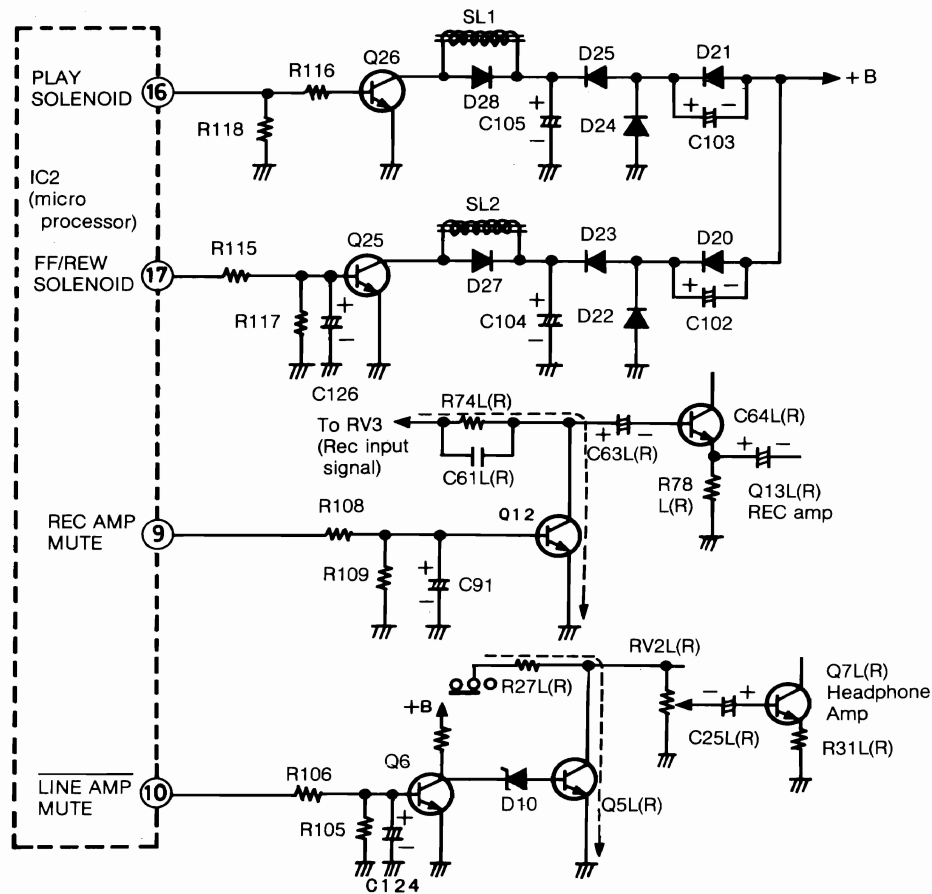 SL1
Q26
D25
D21
PLAY
SOLENOID
16
R116
+B
D28
R118
C105
+
−
D24
+ −
C103
IC2
(micro
processor)
SL2
FF/REW
SOLENOID
17
R115
Q25
D23
D20
D27
R117
+
−
C104
+
−
D22
+ −
C102
C126
R74L(R)
To RV3
(Rec input
signal)
C61L(R)
+ −
C63L(R)
C64L(R)
+ −
R78
L(R)
Q13L(R)
REC amp
REC AMP
MUTE
9
R108
Q12
R109
+
−
C91
RV2L(R)
R27L(R)
Q7L(R)
Headphone
Amp
+B
− +
C25L(R)
R31L(R)
LINE AMP
MUTE
10
R106
Q6
D10
Q5L(R)
R105
+
−
C124